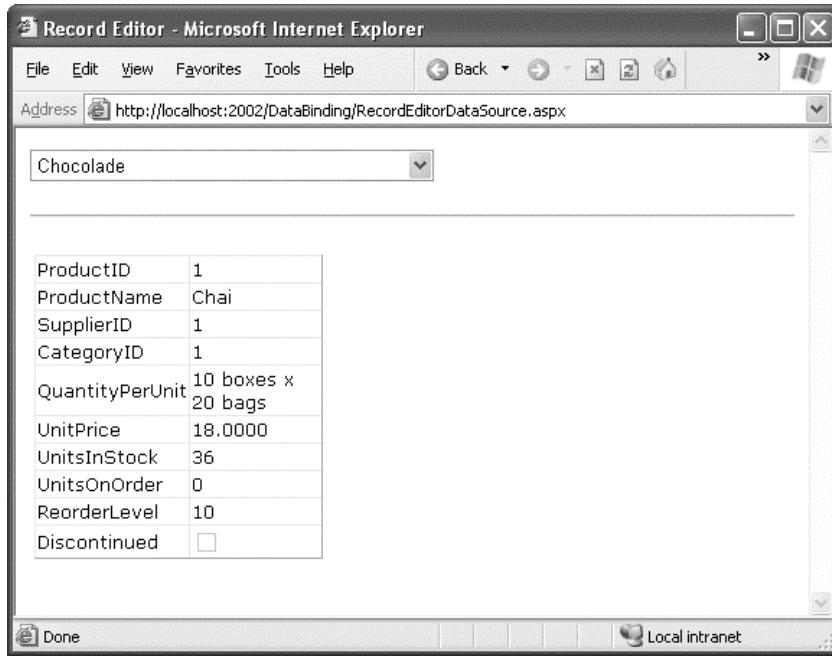 Record Editor - Microsoft Internet Explorer
File Edit View Favorites Tools Help Back »
Address http://localhost:2002/DataBinding/RecordEditorDataSource.aspx
Chocolade
ProductID 1
ProductName Chai
SupplierID 1
CategoryID 1
QuantityPerUnit 10 boxes x
20 bags
UnitPrice 18.0000
UnitsInStock 36
UnitsOnOrder 0
ReorderLevel 10
Discontinued
Done Local intranet